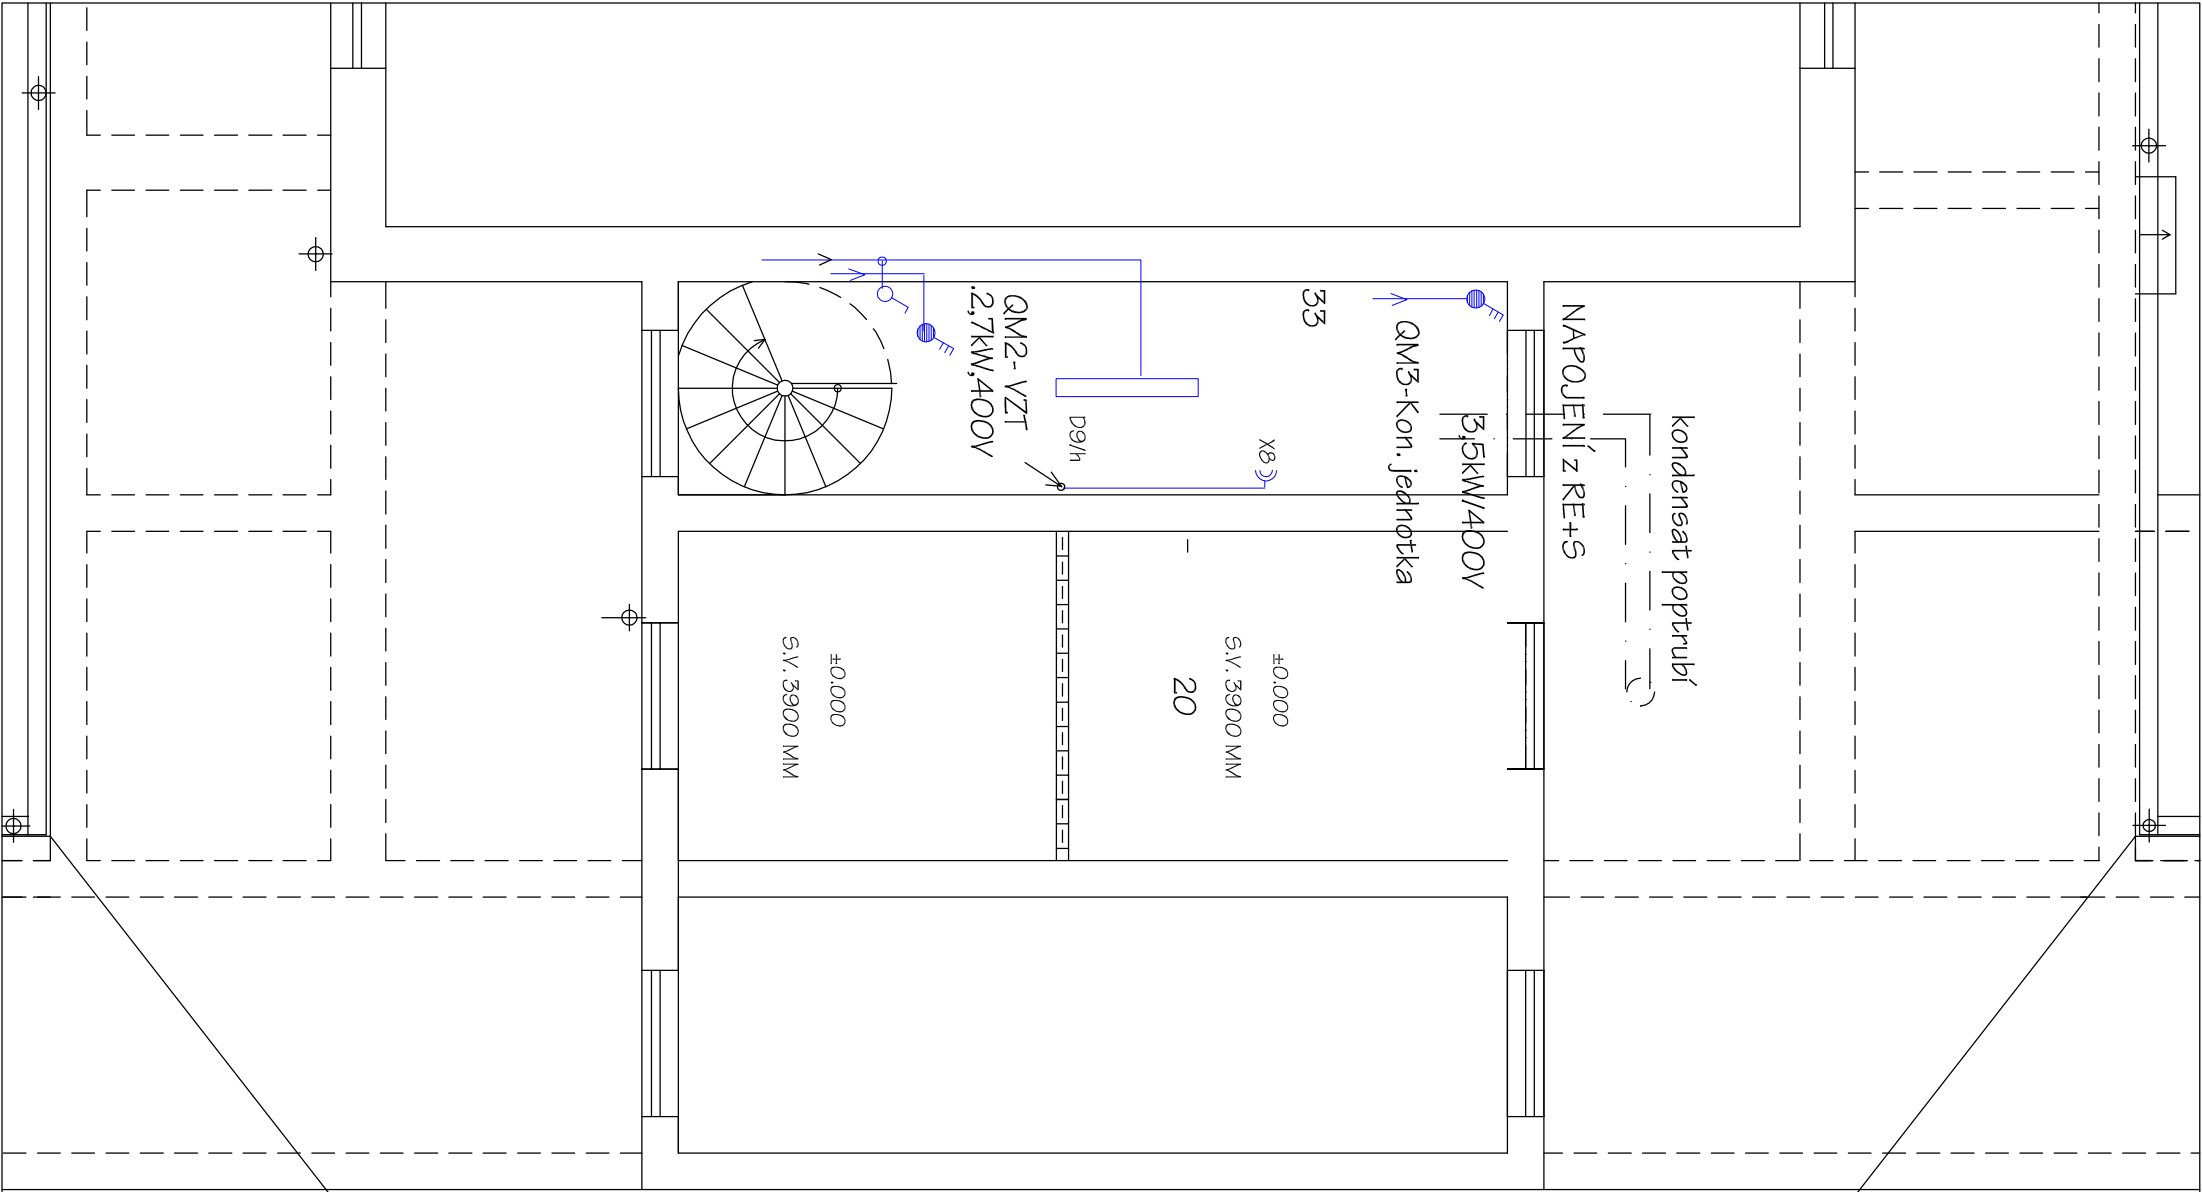 kondensat poptrubí
NAPOJENÍ z RE+S
3,5kW/400V
QM3-Kon. jednotka
33
X8
D9/h
QM2- VZT
.2,7kW,400V
±0.000
S.V. 3900 MM
20
±0.000
S.V. 3900 MM